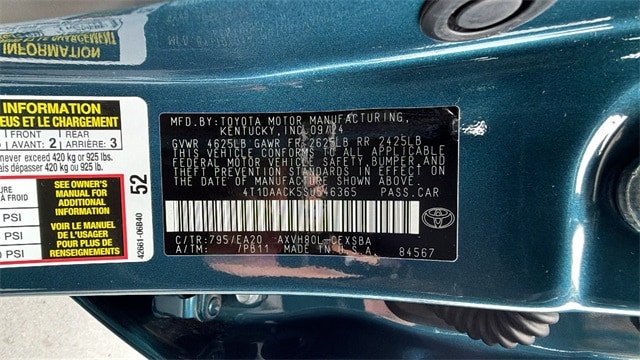 INFORMATION
INFORMATION
EUS ET LE CHARGEMENT
FRONT
AVANT: 2
REAR
ARRIÈRE: 3
never exceed 420 kg or 925 lbs.
ais dépasser 420 kg ou 925 lb.
À FROID
PSI
PSI
PSI
SEE OWNER'S
MANUAL FOR
ADDITIONAL
INFORMATION
VOIR LE MANUEL
DE L'USAGER
POUR PLUS DE
RENSEIGNEMENTS
52
42661-06B40
MFD.BY:TOYOTA MOTOR MANUFACTURING,
KENTUCKY,INC. 09/24
GVWR 4625LB GAWR FR 2625LB RR 2425LB
THIS VEHICLE CONFORMS TO ALL APPLICABLE
FEDERAL MOTOR VEHICLE SAFETY,BUMPER,AND
THEFT PREVENTION STANDARDS IN EFFECT ON
THE DATE OF MANUFACTURE SHOWN ABOVE.
PASS.CAR
C/TR:795/EA20 AXVH80L-CEXSBA
A/TM: /PB11 MADE IN U.S.A
84567
TOYOTA